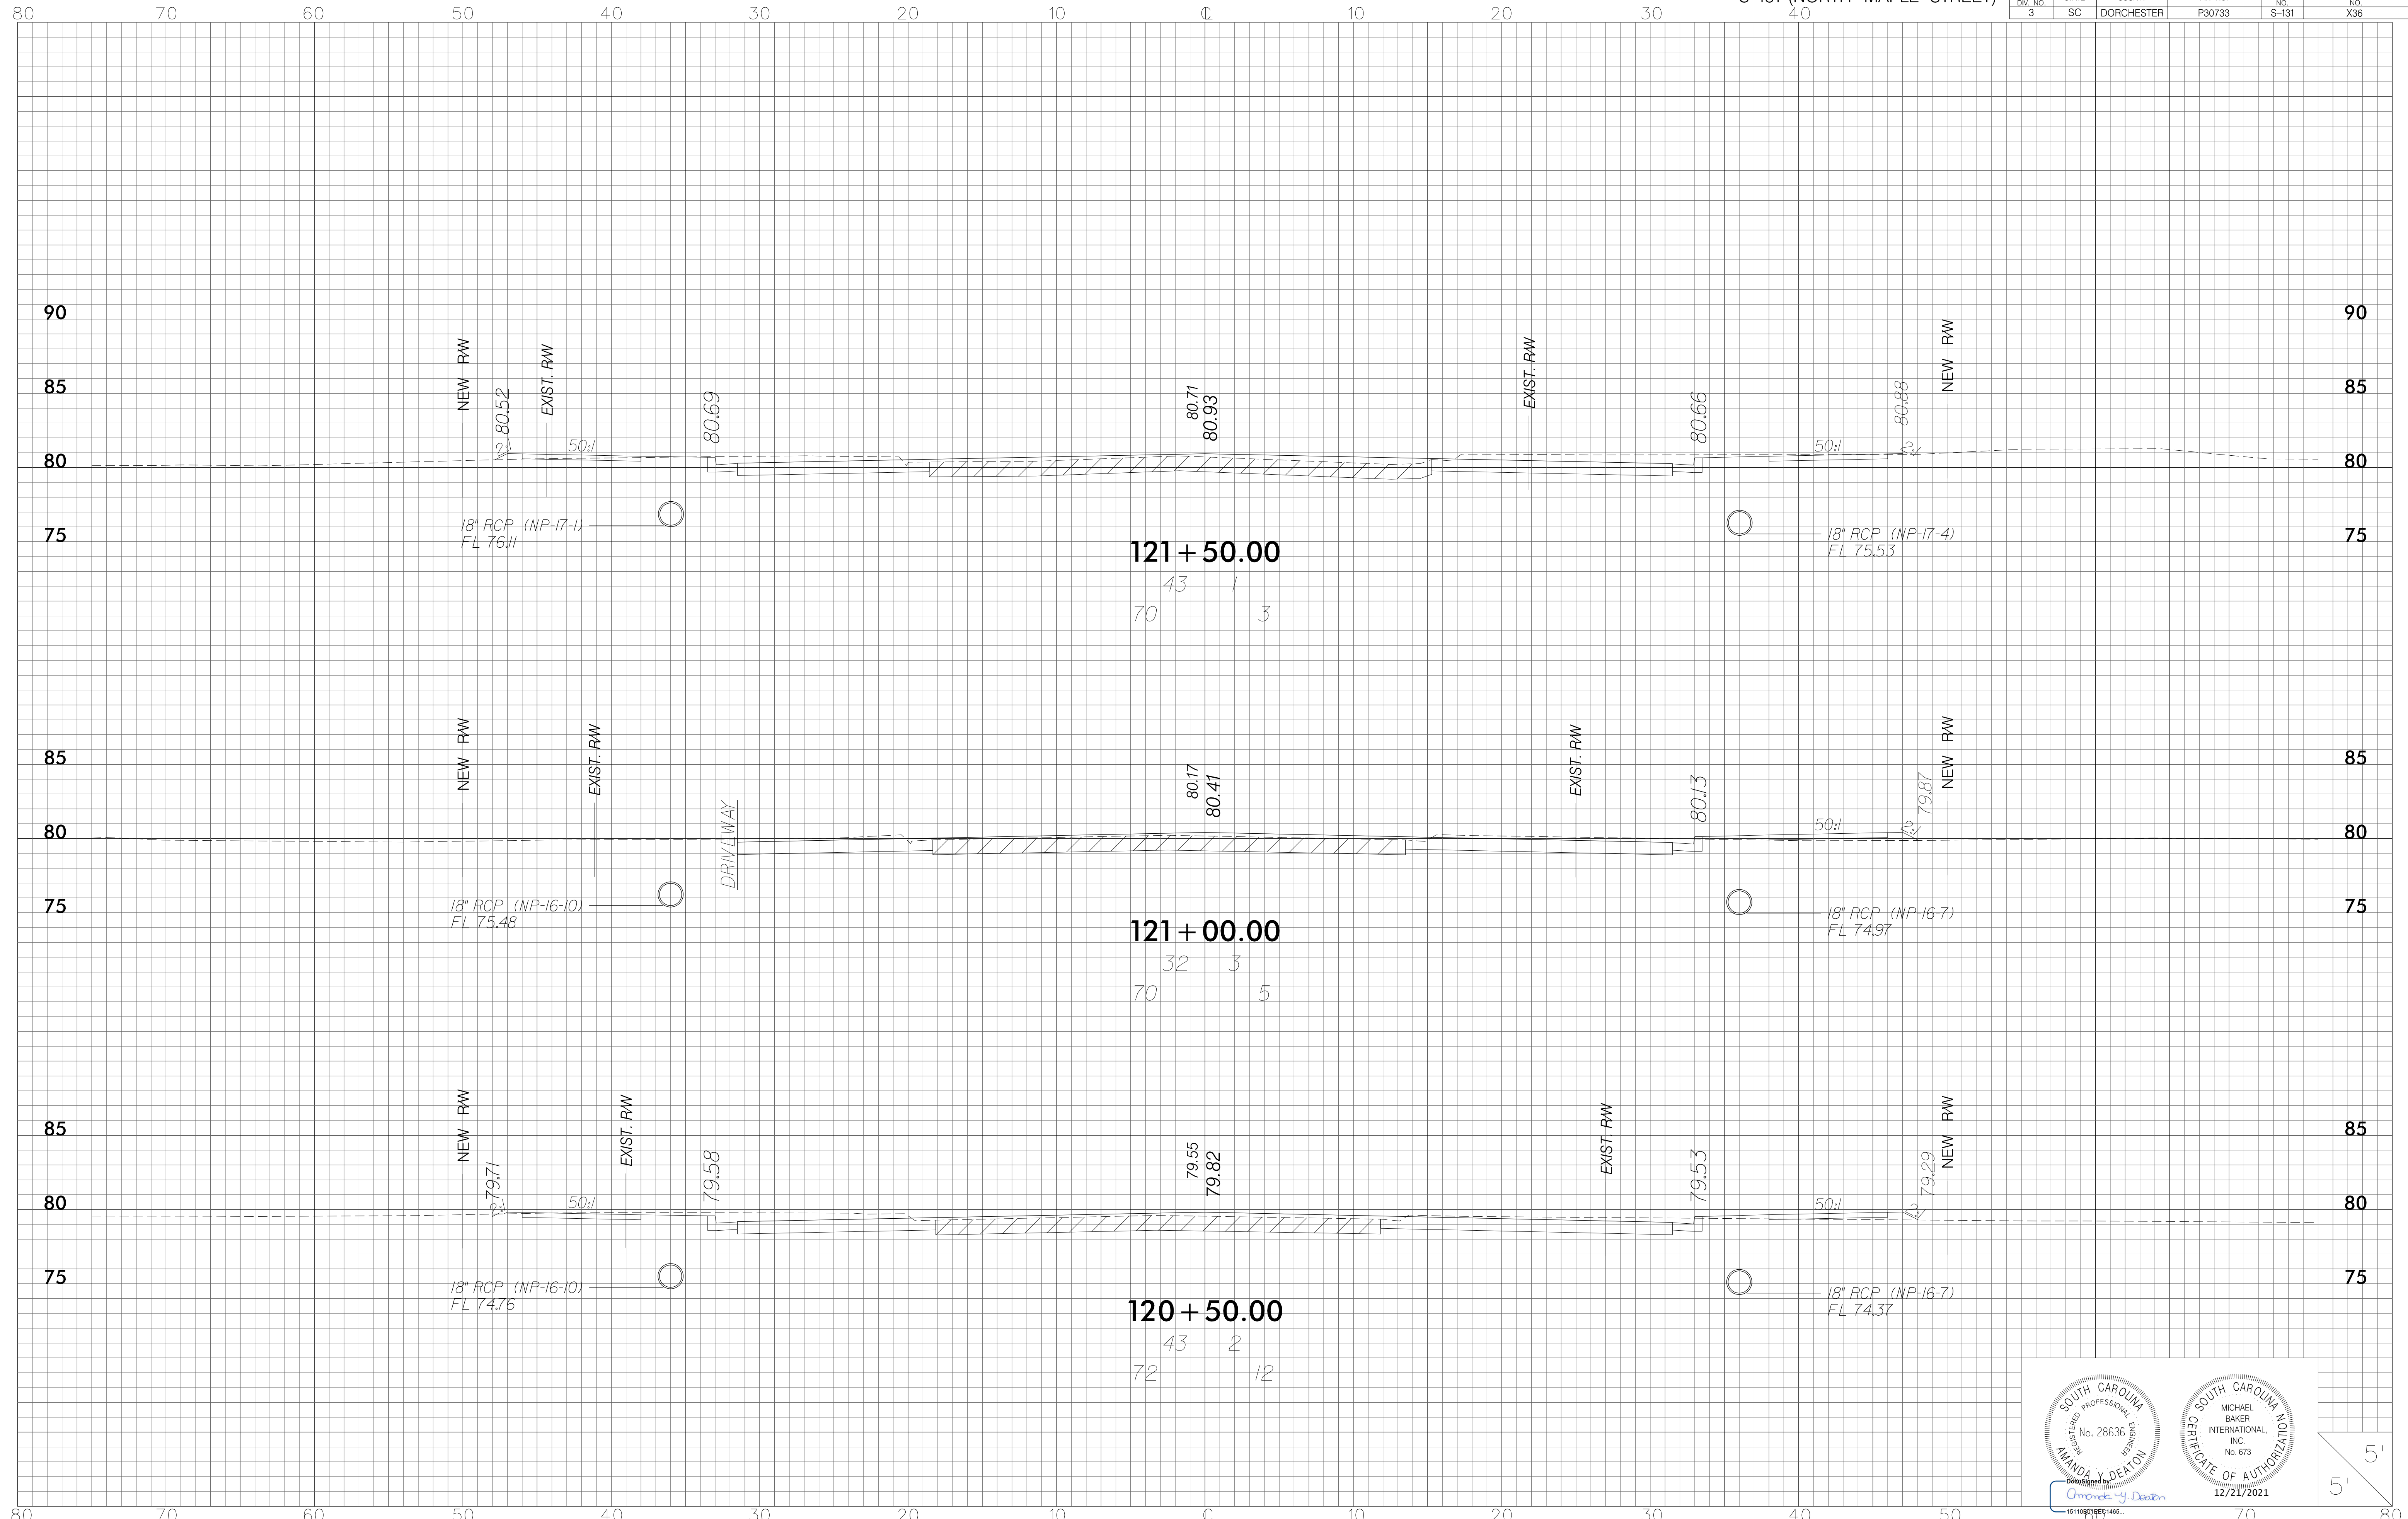 80 70 60 50 40 30 20 10 ℄ 10 20 30 40
S-131 (NORTH MAPLE STREET)
DIV. NO. NO. NO.
3 SC DORCHESTER P30733 S-131 X36
90 90
NEW R/W 80.52 EXIST. R/W 80.69 80.71 80.93 EXIST. R/W 80.66 80.88 NEW R/W
85 85
2:1 50:1 50:1 2:1
80 80
18" RCP (NP-17-1)
FL 76.11
18" RCP (NP-17-4)
FL 75.53
75 75
121+50.00
43 1
70 3
NEW R/W EXIST. R/W DRIVEWAY 80.17 80.41 EXIST. R/W 80.13 79.87 NEW R/W
85 85
50:1 2:1
80 80
18" RCP (NP-16-10)
FL 75.48
18" RCP (NP-16-7)
FL 74.97
75 75
121+00.00
32 3
70 5
NEW R/W 79.71 EXIST. R/W 79.58 79.55 79.82 EXIST. R/W 79.53 79.29 NEW R/W
85 85
2:1 50:1 50:1 2:1
80 80
75 75
18" RCP (NP-16-10)
FL 74.76
18" RCP (NP-16-7)
FL 74.37
120+50.00
43 2
72 12
SOUTH CAROLINA
REGISTERED PROFESSIONAL ENGINEER
No. 28636
AMANDA Y DEATON
SOUTH CAROLINA
MICHAEL
BAKER
INTERNATIONAL,
INC.
No. 673
CERTIFICATE OF AUTHORIZATION
DocuSigned by:
Amanda Y. Deaton
12/21/2021
5'
5'
80 70 60 50 40 30 20 10 ℄ 10 20 30 40 50 60 70 80